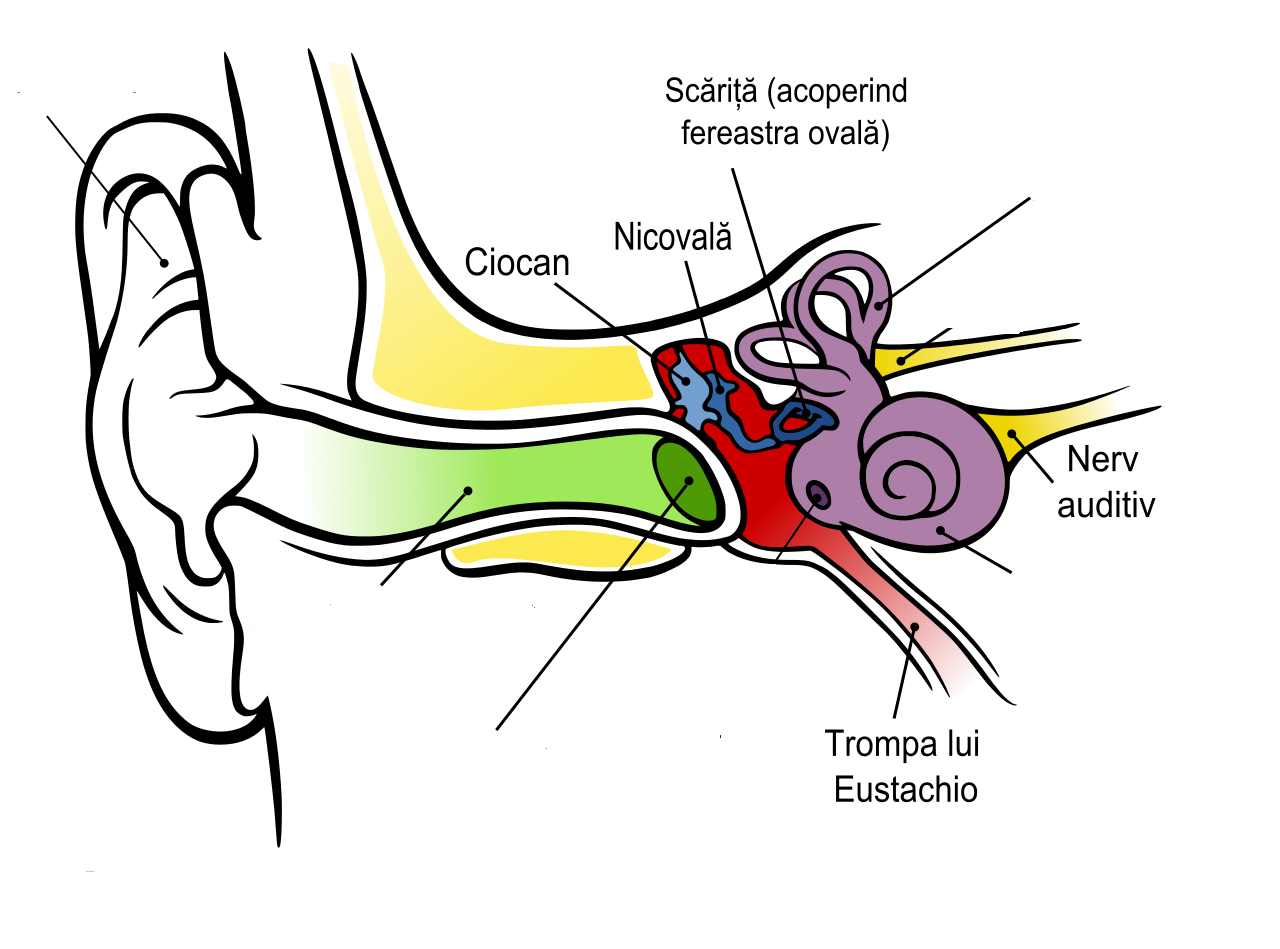 Scăriță (acoperind
fereastra ovală)
Nicovală
Ciocan
Nerv
auditiv
Trompa lui
Eustachio